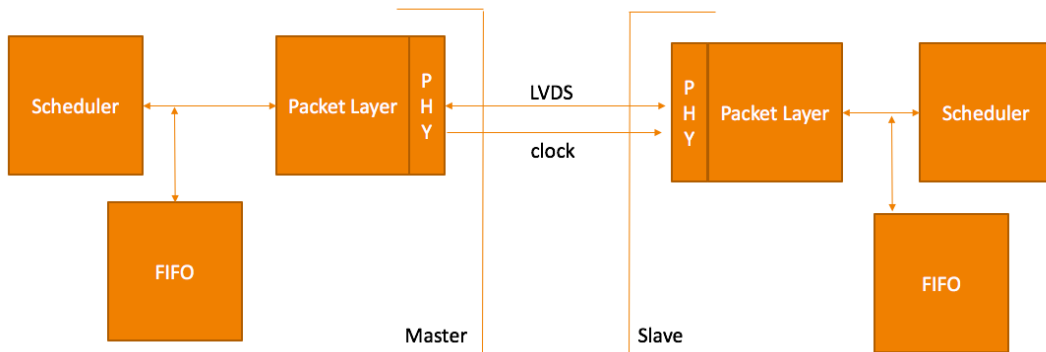 Scheduler
Packet Layer
P
H
Y
LVDS
clock
P
H
Y
Packet Layer
Scheduler
FIFO
FIFO
Master
Slave